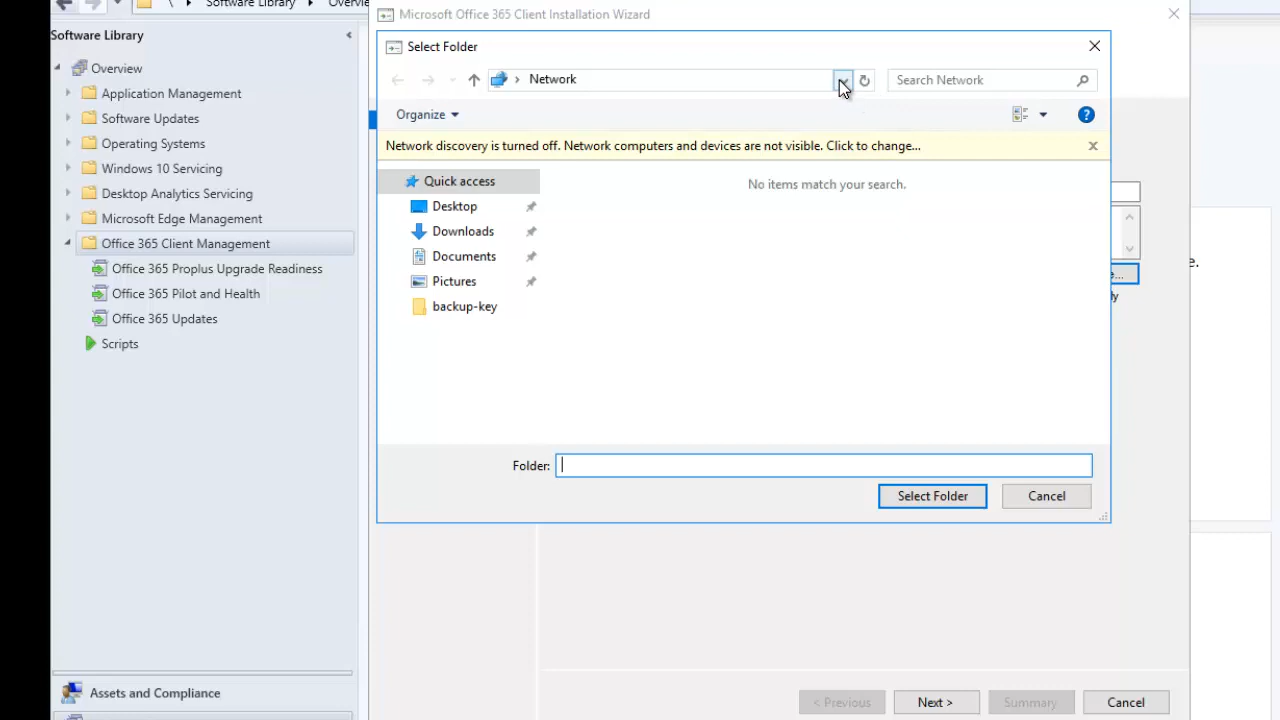 Software Library
Overvie
Software Library
Overview
Application Management
Software Updates
Operating Systems
Windows 10 Servicing
Desktop Analytics Servicing
Microsoft Edge Management
Office 365 Client Management
Office 365 Proplus Upgrade Readiness
Office 365 Pilot and Health
Office 365 Updates
Scripts
Assets and Compliance
Microsoft Office 365 Client Installation Wizard
Select Folder
Network
Search Network
Organize
Network discovery is turned off. Network computers and devices are not visible. Click to change...
Quick access
Desktop
Downloads
Documents
Pictures
backup-key
No items match your search.
Folder:
Select Folder
Cancel
e...
ly
e.
< Previous
Next >
Summary
Cancel